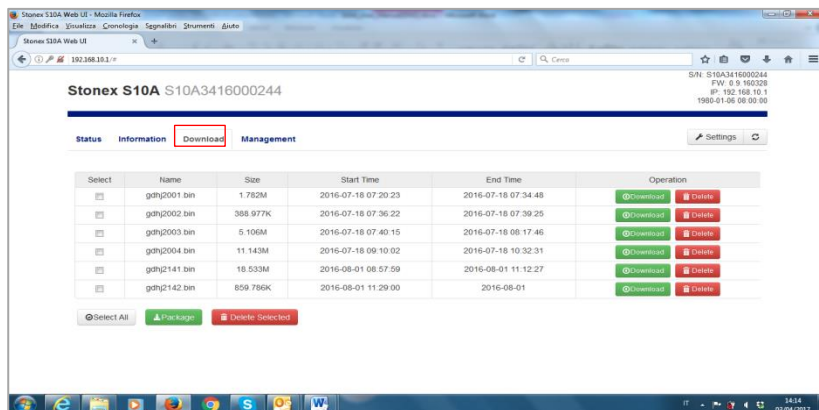 Stonex S10A Web UI - Mozilla Firefox
File Modifica Visualizza Cronologia Segnalibri Strumenti Aiuto
Stonex S10A Web UI × +
192.168.10.1/# Cerca
S/N: S10A3416000244
FW: 0.9.160328
IP: 192.168.10.1
1980-01-06 08:00:00
Stonex S10A S10A3416000244
Status Information Download Management Settings
Select Name Size Start Time End Time Operation
gdhj2001.bin 1.782M 2016-07-18 07:20:23 2016-07-18 07:34:48 Download Delete
gdhj2002.bin 388.977K 2016-07-18 07:36:22 2016-07-18 07:39:25 Download Delete
gdhj2003.bin 5.106M 2016-07-18 07:40:15 2016-07-18 08:17:46 Download Delete
gdhj2004.bin 11.143M 2016-07-18 09:10:02 2016-07-18 10:32:31 Download Delete
gdhj2141.bin 18.533M 2016-08-01 08:57:59 2016-08-01 11:12:27 Download Delete
gdhj2142.bin 859.786K 2016-08-01 11:29:00 2016-08-01 Download Delete
Select All Package Delete Selected
IT 14:14
03/04/2017